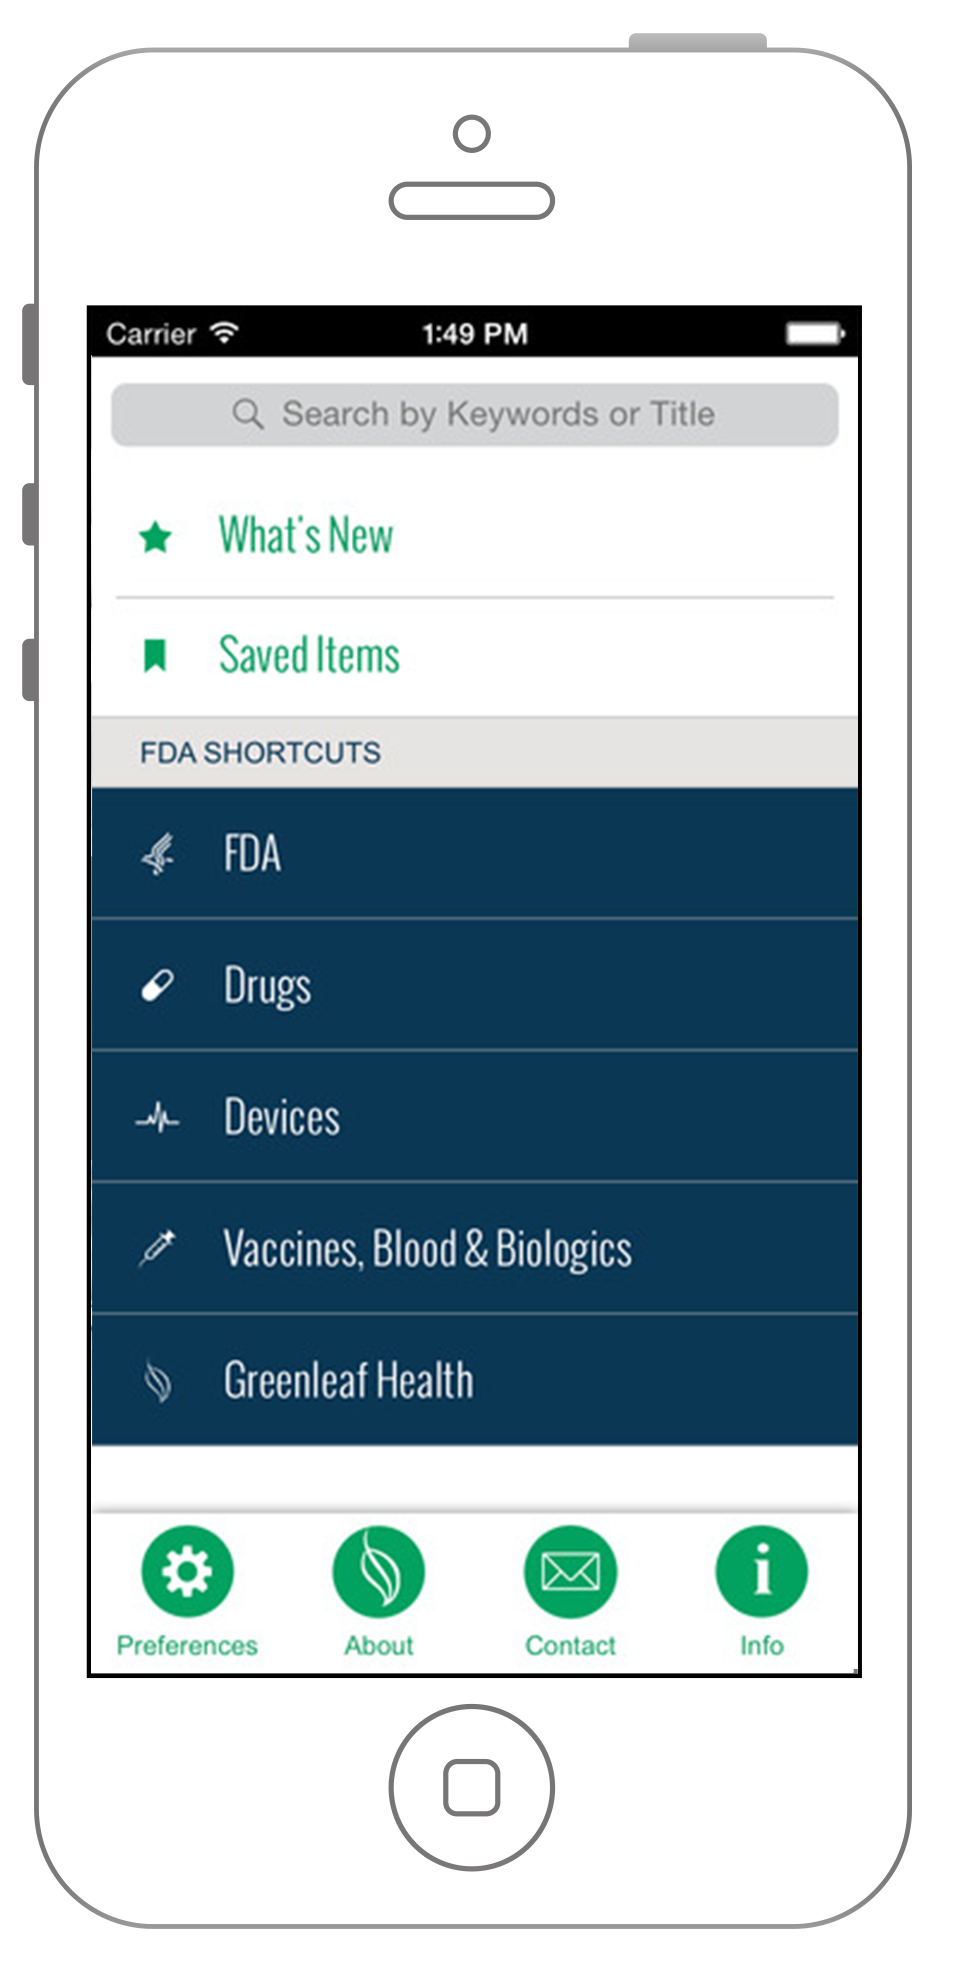 Carrier 1:49 PM
Search by Keywords or Title
What's New
Saved Items
FDA SHORTCUTS
FDA
Drugs
Devices
Vaccines, Blood & Biologics
Greenleaf Health
Preferences About Contact Info